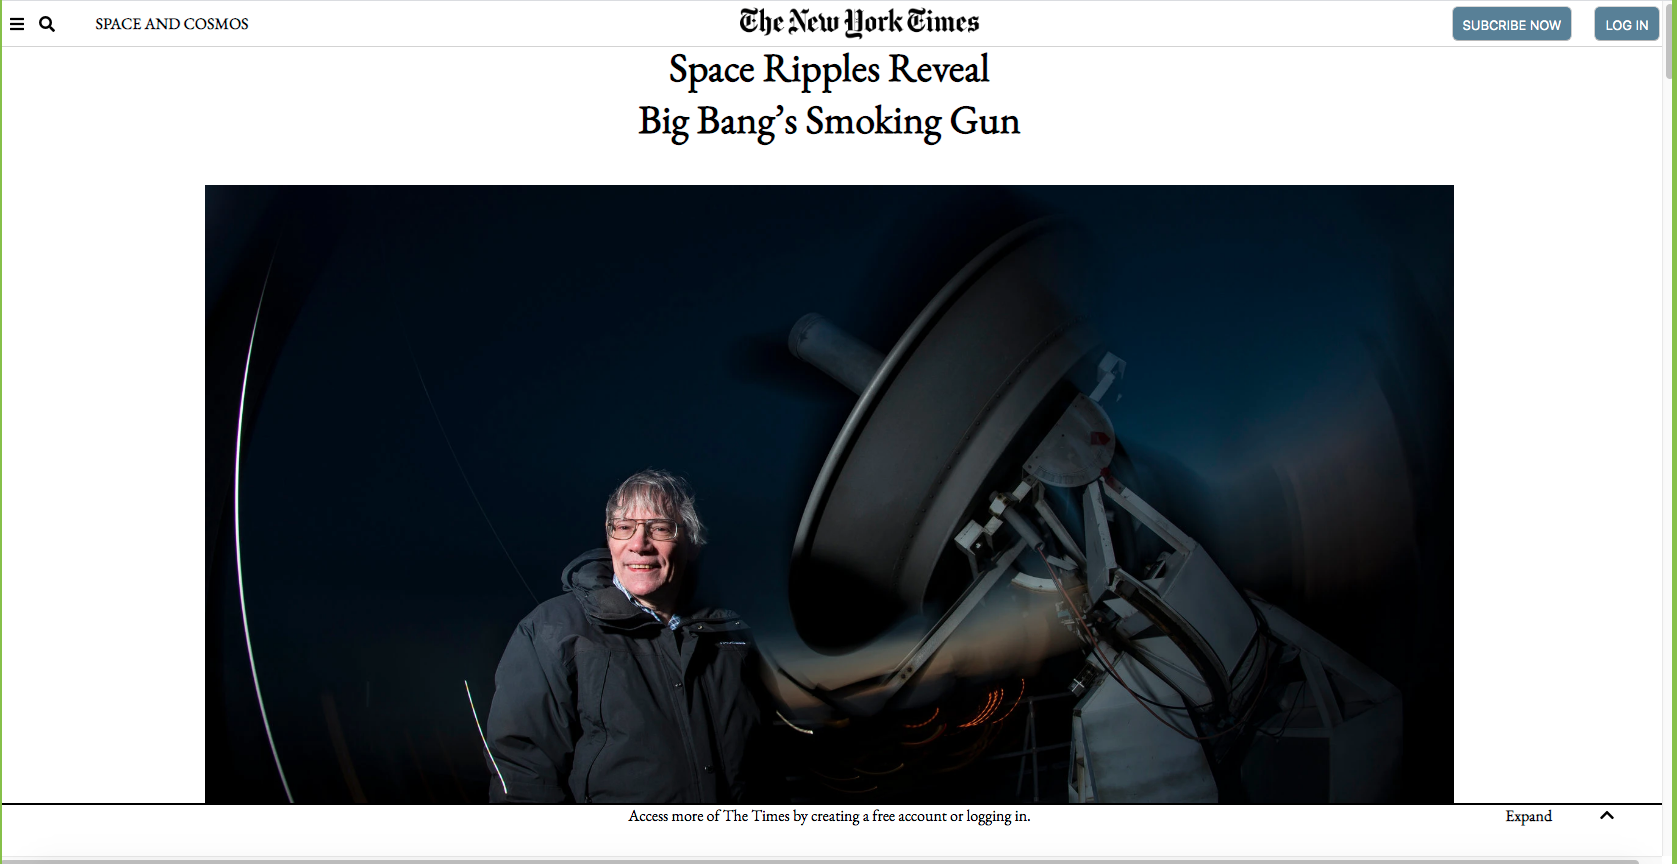 SPACE AND COSMOS
The New York Times
SUBCRIBE NOW
LOG IN
Space Ripples Reveal
Big Bang’s Smoking Gun
Access more of The Times by creating a free account or logging in.
Expand